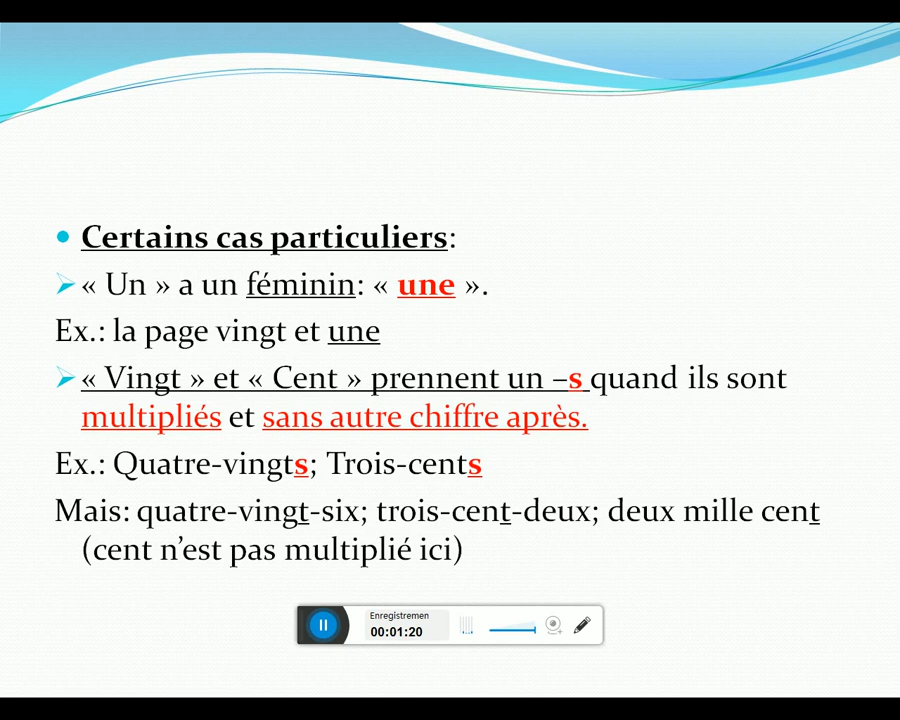 Certains cas particuliers:
« Un » a un féminin: « une ».
Ex.: la page vingt et une
« Vingt » et « Cent » prennent un –s quand ils sont
multipliés et sans autre chiffre après.
Ex.: Quatre-vingts; Trois-cents
Mais: quatre-vingt-six; trois-cent-deux; deux mille cent
(cent n’est pas multiplié ici)
Enregistremen
00:01:20